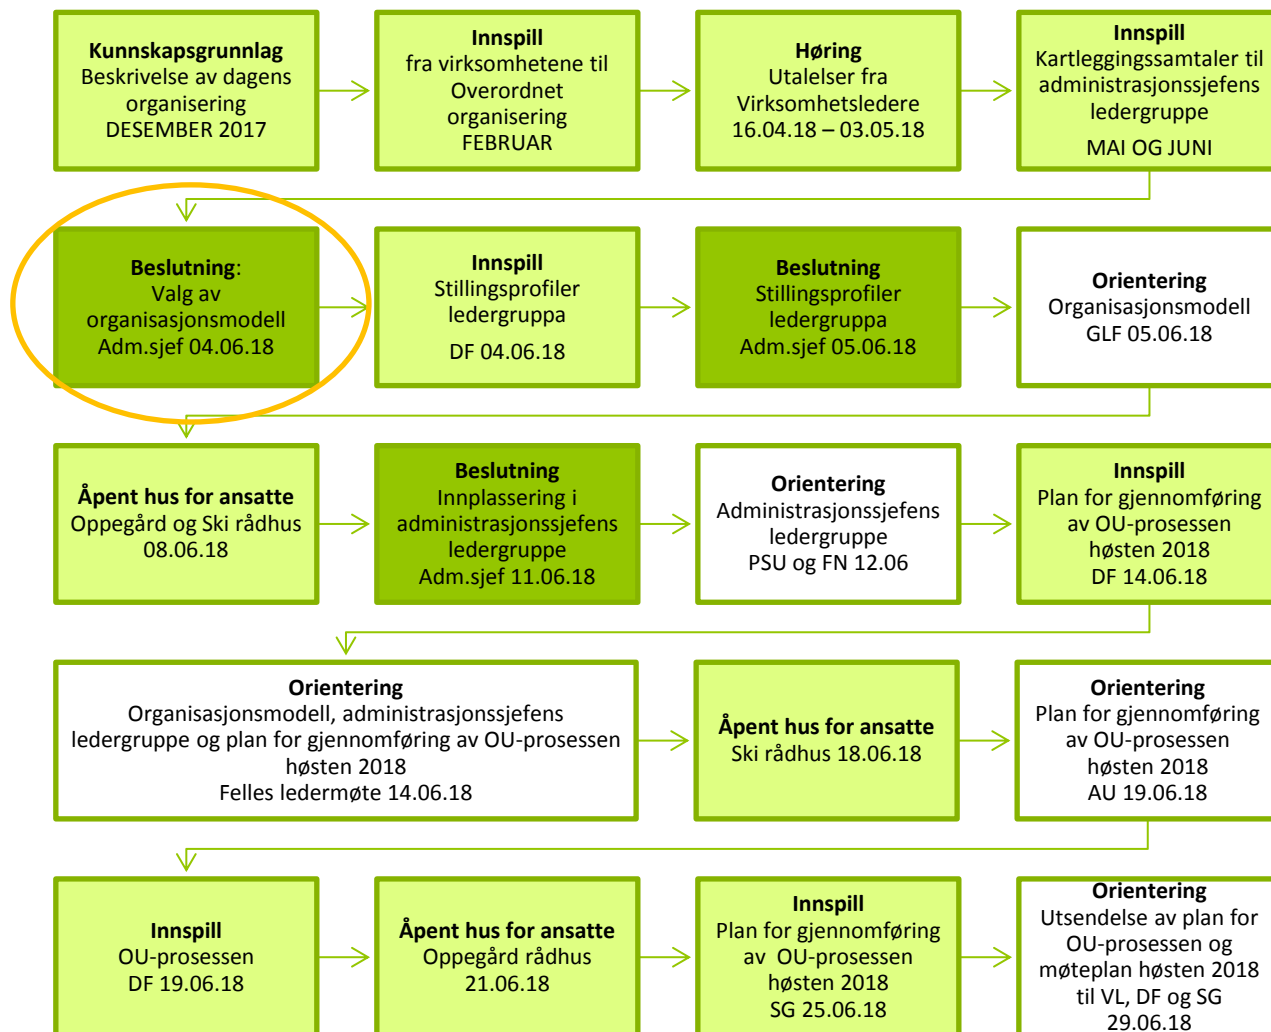 Kunnskapsgrunnlag
Beskrivelse av dagens
organisering
DESEMBER 2017
Innspill
fra virksomhetene til
Overordnet
organisering
FEBRUAR
Høring
Utalelser fra
Virksomhetsledere
16.04.18 – 03.05.18
Innspill
Kartleggingssamtaler til
administrasjonssjefens
ledergruppe
MAI OG JUNI
Beslutning:
Valg av
organisasjonsmodell
Adm.sjef 04.06.18
Innspill
Stillingsprofiler
ledergruppa
DF 04.06.18
Beslutning
Stillingsprofiler
ledergruppa
Adm.sjef 05.06.18
Orientering
Organisasjonsmodell
GLF 05.06.18
Åpent hus for ansatte
Oppegård og Ski rådhus
08.06.18
Beslutning
Innplassering i
administrasjonssjefens
ledergruppe
Adm.sjef 11.06.18
Orientering
Administrasjonssjefens
ledergruppe
PSU og FN 12.06
Innspill
Plan for gjennomføring
av OU-prosessen
høsten 2018
DF 14.06.18
Orientering
Organisasjonsmodell, administrasjonssjefens
ledergruppe og plan for gjennomføring av OU-prosessen
høsten 2018
Felles ledermøte 14.06.18
Åpent hus for ansatte
Ski rådhus 18.06.18
Orientering
Plan for gjennomføring
av OU-prosessen
høsten 2018
AU 19.06.18
Innspill
OU-prosessen
DF 19.06.18
Åpent hus for ansatte
Oppegård rådhus
21.06.18
Innspill
Plan for gjennomføring
av OU-prosessen
høsten 2018
SG 25.06.18
Orientering
Utsendelse av plan for
OU-prosessen og
møteplan høsten 2018
til VL, DF og SG
29.06.18